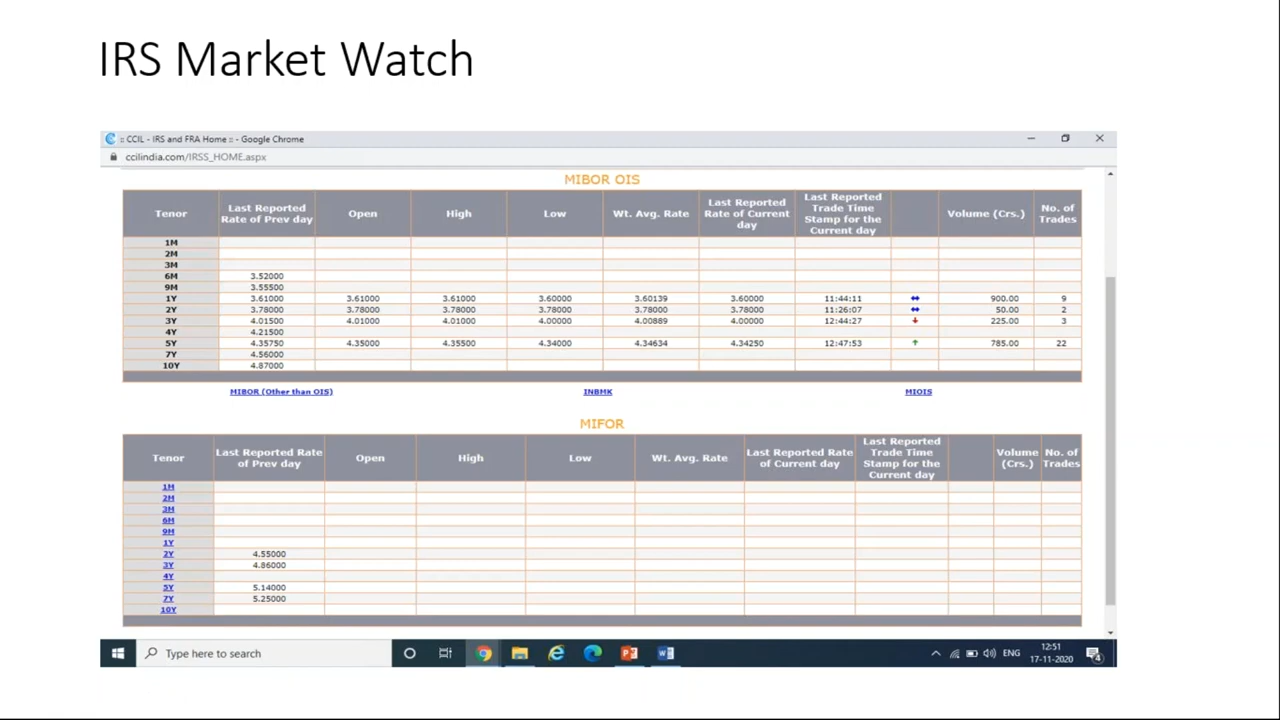 IRS Market Watch
:: CCIL - IRS and FRA Home :: - Google Chrome
ccilindia.com/IRSS_HOME.aspx
MIBOR OIS
Tenor Last Reported Rate of Prev day Open High Low Wt. Avg. Rate Last Reported Rate of Current day Last Reported Trade Time Stamp for the Current day Volume (Crs.) No. of Trades
1M
2M
3M
6M 3.52000
9M 3.55500
1Y 3.61000 3.61000 3.61000 3.60000 3.60139 3.60000 11:44:11 900.00 9
2Y 3.78000 3.78000 3.78000 3.78000 3.78000 3.78000 11:26:07 50.00 2
3Y 4.01500 4.01000 4.01000 4.00000 4.00889 4.00000 12:44:27 225.00 3
4Y 4.21500
5Y 4.35750 4.35000 4.35500 4.34000 4.34634 4.34250 12:47:53 785.00 22
7Y 4.56000
10Y 4.87000
MIBOR (Other than OIS) INBMK MIOIS
MIFOR
Tenor Last Reported Rate of Prev day Open High Low Wt. Avg. Rate Last Reported Rate of Current day Last Reported Trade Time Stamp for the Current day Volume (Crs.) No. of Trades
1M
2M
3M
6M
9M
1Y
2Y 4.55000
3Y 4.86000
4Y
5Y 5.14000
7Y 5.25000
10Y
Type here to search
ENG
12:51
17-11-2020
4